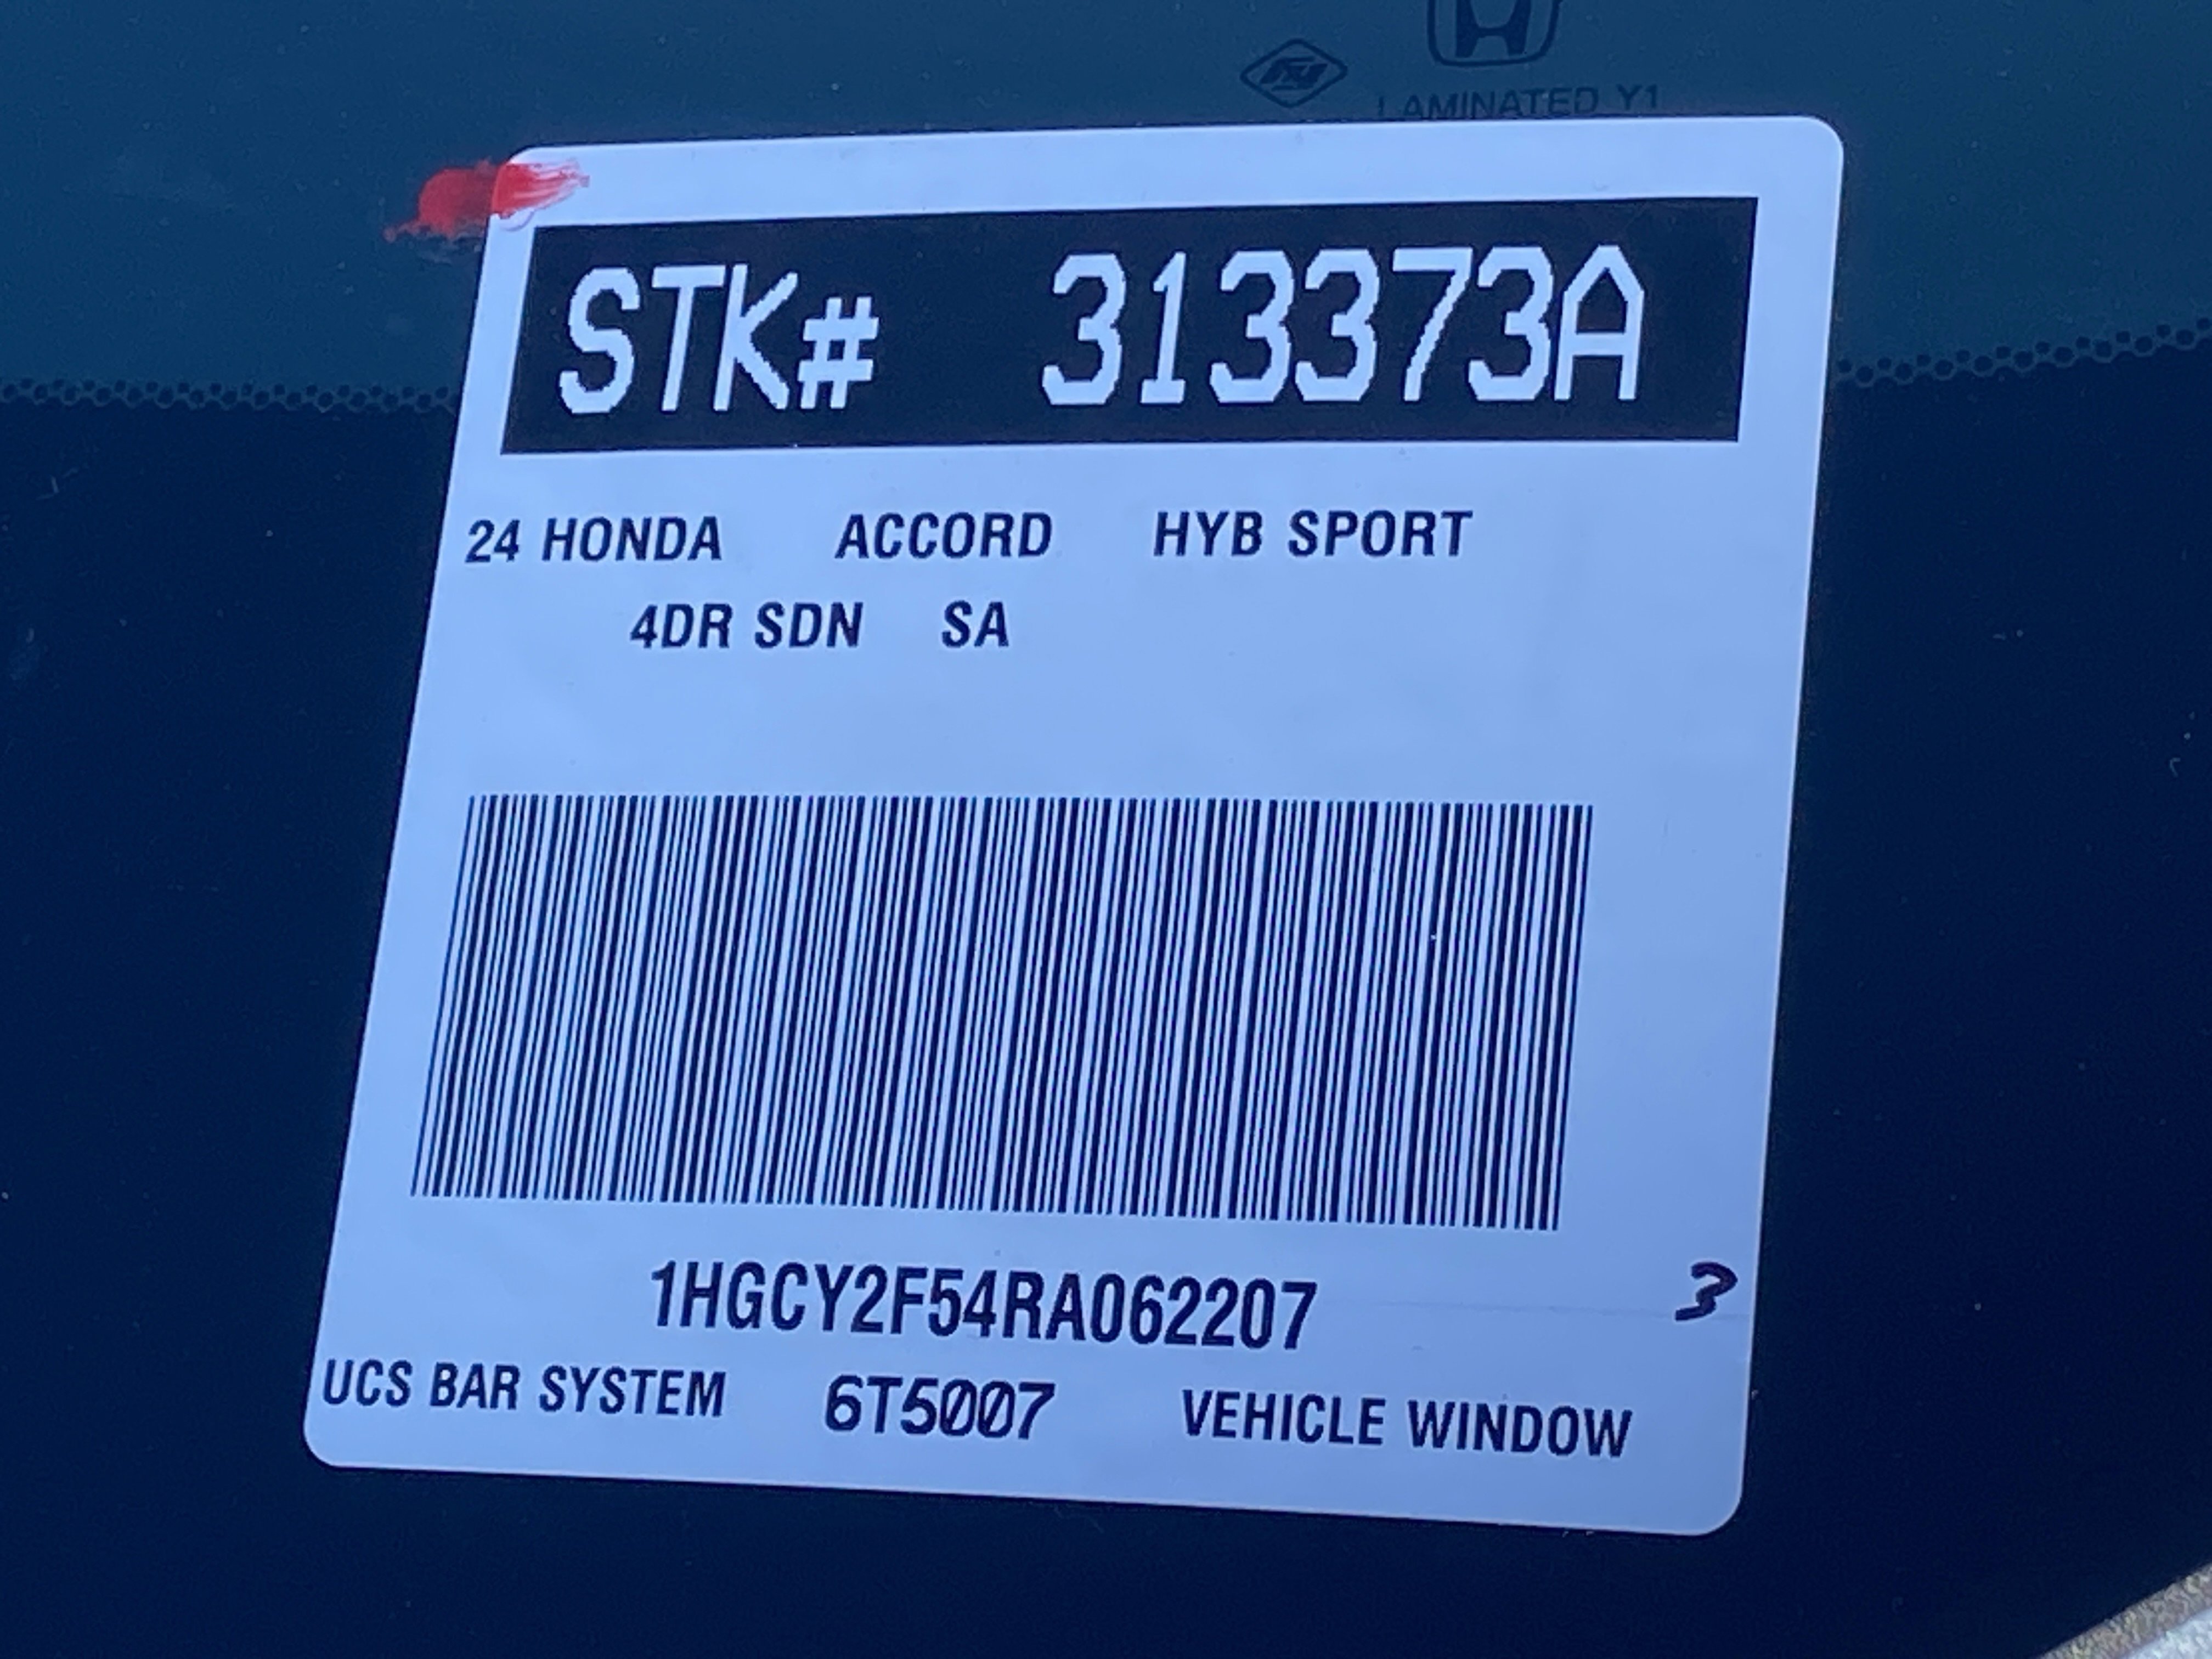 LAMINATED Y1
STK# 313373A
24 HONDA ACCORD HYB SPORT
4DR SDN SA
1HGCY2F54RA062207
3
UCS BAR SYSTEM 6T5007 VEHICLE WINDOW